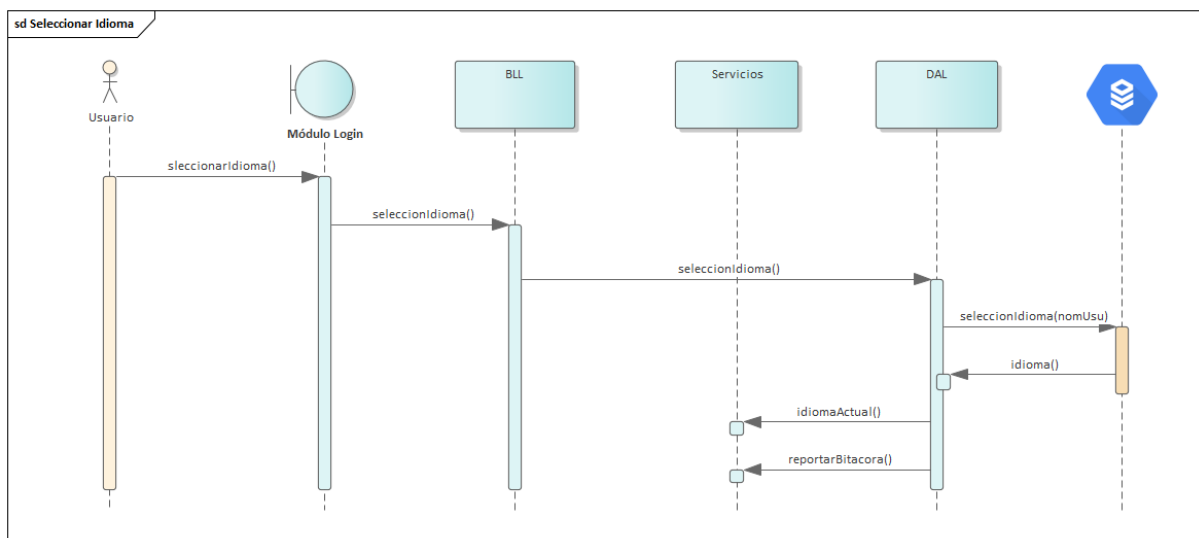 sd Seleccionar Idioma
BLL
Servicios
DAL
Usuario
Módulo Login
sleccionarIdioma()
seleccionIdioma()
seleccionIdioma()
seleccionIdioma(nomUsu)
idioma()
idiomaActual()
reportarBitacora()